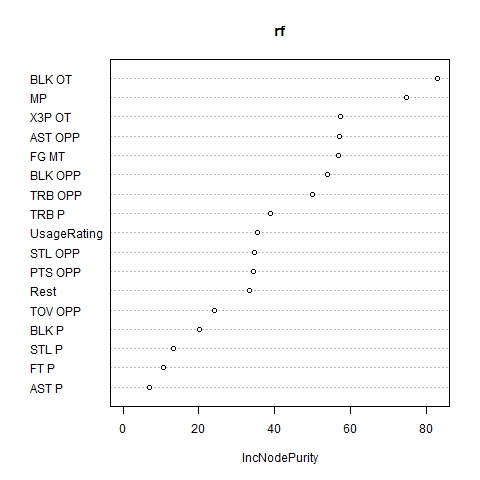 rf
BLK OT
MP
X3P OT
AST OPP
FG MT
BLK OPP
TRB OPP
TRB P
UsageRating
STL OPP
PTS OPP
Rest
TOV OPP
BLK P
STL P
FT P
AST P
0 20 40 60 80
IncNodePurity